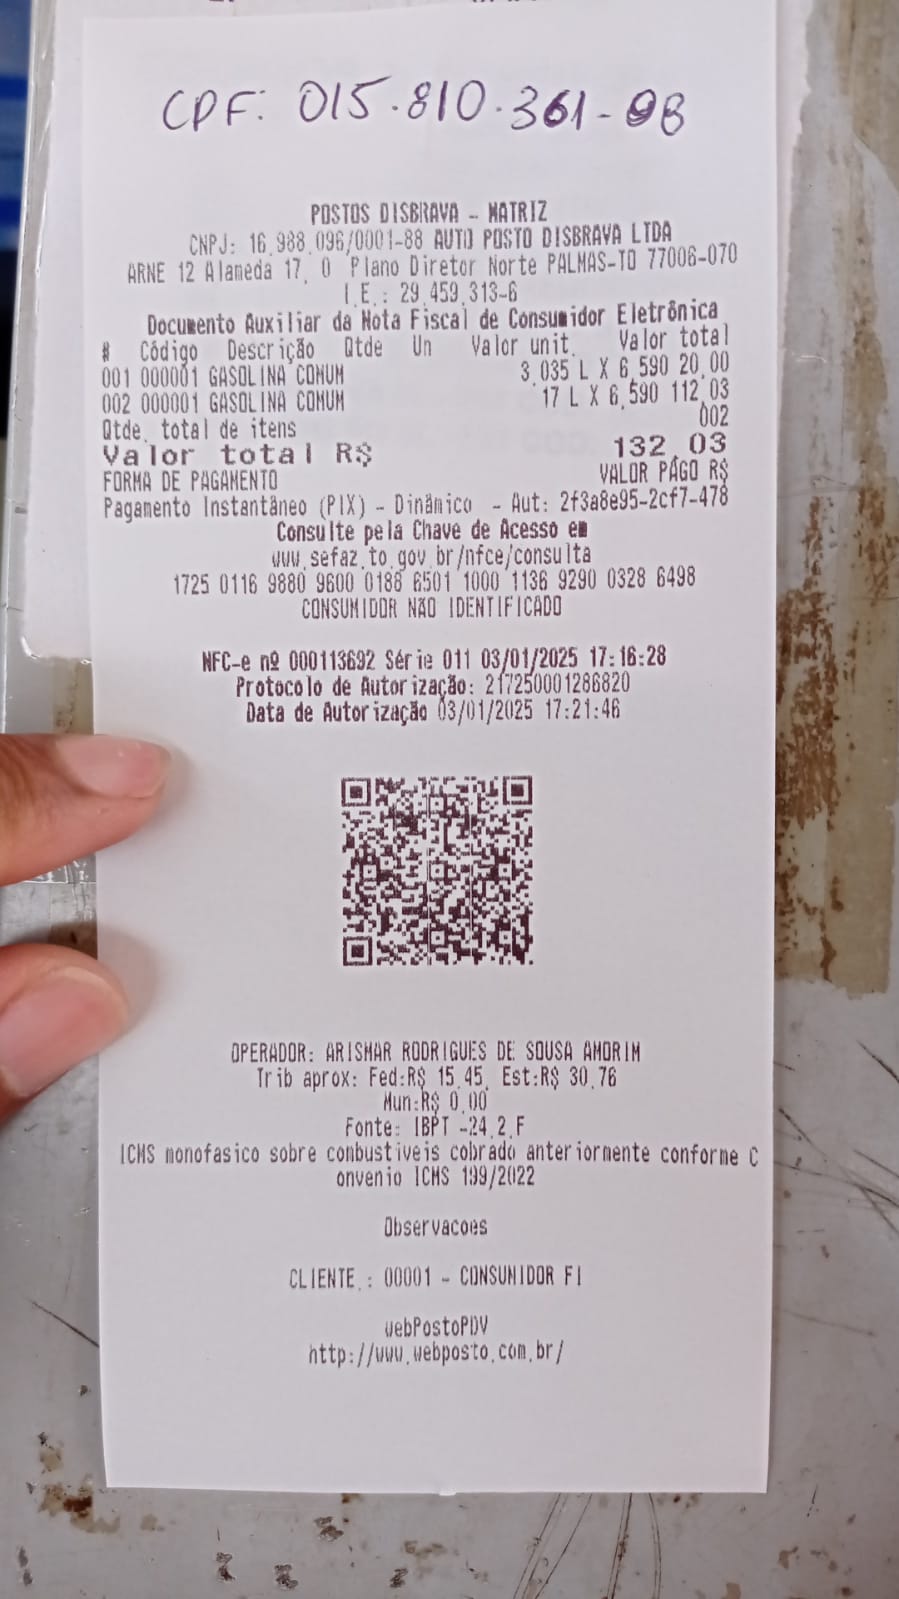 CPF: 015.810.361-98
POSTOS DISBRAVA - MATRIZ
CNPJ: 16.988.096/0001-88 AUTO POSTO DISBRAVA LTDA
ARNE 12 Alameda 17, 0 Plano Diretor Norte PALMAS-TO 77006-070
I.E.: 29.459.313-6
Documento Auxiliar da Nota Fiscal de Consumidor Eletrônica
# Código Descrição Qtde Un Valor unit. Valor total
001 000001 GASOLINA COMUM 3,035 L X 6,590 20,00
002 000001 GASOLINA COMUM 17 L X 6,590 112,03
Qtde. total de itens 002
Valor total R$ 132,03
FORMA DE PAGAMENTO VALOR PAGO R$
Pagamento Instantâneo (PIX) - Dinâmico - Aut: 2f3a8e95-2cf7-478
Consulte pela Chave de Acesso em
www.sefaz.to.gov.br/nfce/consulta
1725 0116 9880 9600 0188 6501 1000 1136 9290 0328 6498
CONSUMIDOR NÃO IDENTIFICADO
NFC-e nº 000113692 Série 011 03/01/2025 17:16:28
Protocolo de Autorização: 217250001286820
Data de Autorização 03/01/2025 17:21:46
OPERADOR: ARISMAR RODRIGUES DE SOUSA AMORIM
Trib aprox: Fed:R$ 15,45, Est:R$ 30,76
Mun:R$ 0,00
Fonte: IBPT -24.2.F
ICMS monofasico sobre combustiveis cobrado anteriormente conforme C
onvenio ICMS 199/2022
Observacoes
CLIENTE.: 00001 - CONSUMIDOR FI
webPostoPDV
http://www.webposto.com.br/